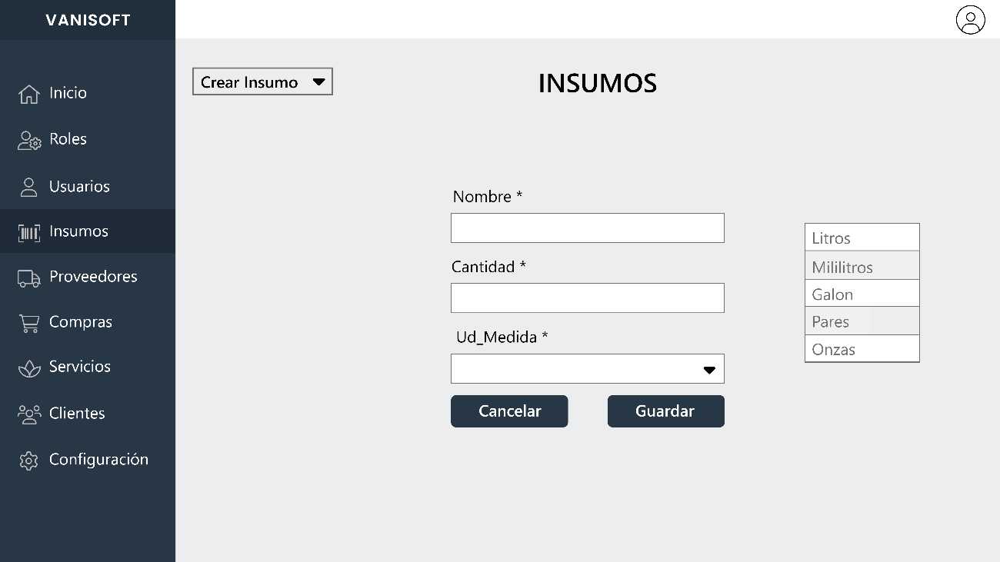 VANISOFT
Inicio
Roles
Usuarios
Insumos
Proveedores
Compras
Servicios
Clientes
Configuración
Crear Insumo
INSUMOS
Nombre *
Cantidad *
Ud_Medida *
Cancelar
Guardar
Litros
Mililitros
Galon
Pares
Onzas